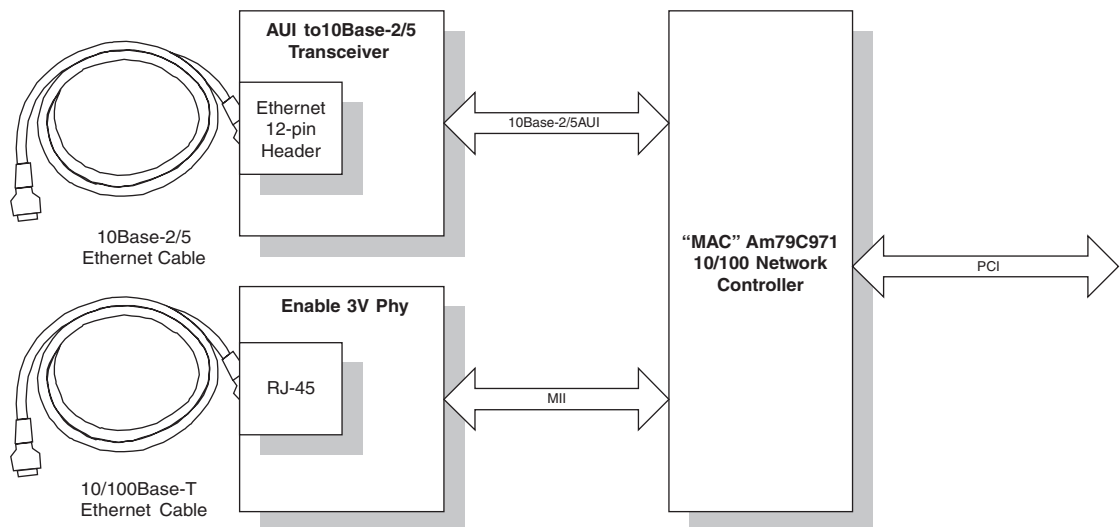 AUI to10Base-2/5
Transceiver
Ethernet
12-pin
Header
10Base-2/5
Ethernet Cable
10Base-2/5AUI
“MAC” Am79C971
10/100 Network
Controller
PCI
Enable 3V Phy
RJ-45
MII
10/100Base-T
Ethernet Cable